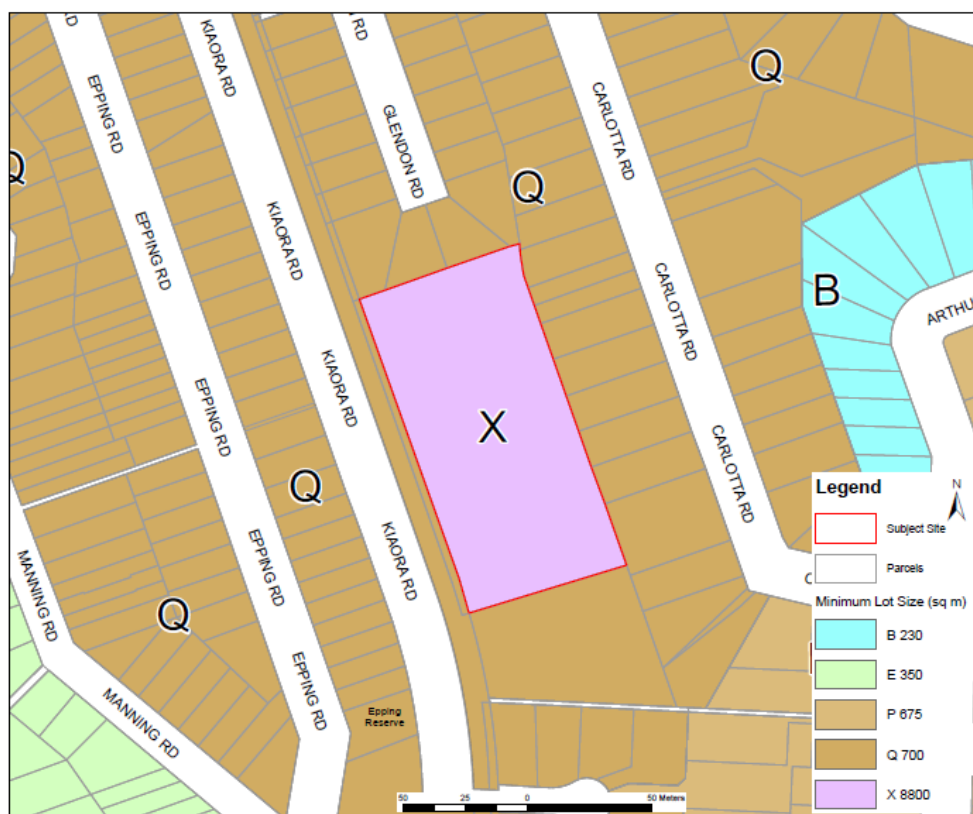 RD
EPPING RD
KIAORA RD
RD
GLENDON RD
CARLOTTA RD
Q
Q
Q
EPPING RD
KIAORA RD
CARLOTTA RD
B
ARTHU
EPPING RD
KIAORA RD
X
CARLOTTA RD
Q
MANNING RD
EPPING RD
KIAORA RD
Q
MANNING RD
EPPING RD
Epping
Reserve
C
Legend
N
Subject Site
Parcels
Minimum Lot Size (sq m)
B 230
E 350
P 675
Q 700
X 8800
50 25 0 50 Meters